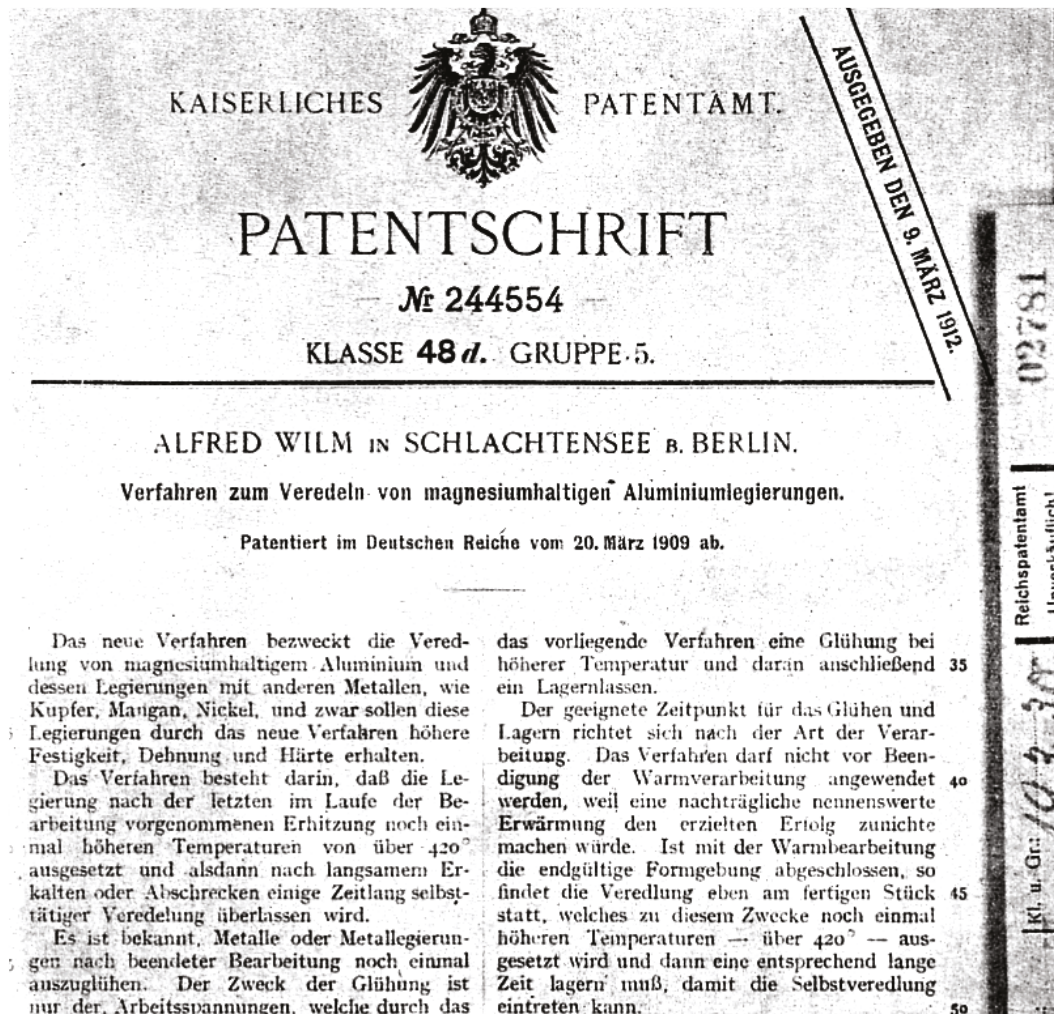 KAISERLICHES PATENTAMT.
AUSGEGEBEN DEN 9. MÄRZ 1912.
PATENTSCHRIFT
№ 244554
KLASSE 48 d. GRUPPE 5.
ALFRED WILM IN SCHLACHTENSEE B. BERLIN.
Verfahren zum Veredeln von magnesiumhaltigen Aluminiumlegierungen.
Patentiert im Deutschen Reiche vom 20. März 1909 ab.
Das neue Verfahren bezweckt die Vered-
lung von magnesiumhaltigem Aluminium und
dessen Legierungen mit anderen Metallen, wie
Kupfer, Mangan, Nickel, und zwar sollen diese
5 Legierungen durch das neue Verfahren höhere
Festigkeit, Dehnung und Härte erhalten.
Das Verfahren besteht darin, daß die Le-
gierung nach der letzten im Laufe der Be-
arbeitung vorgenommenen Erhitzung noch ein-
mal höheren Temperaturen von über 420°
ausgesetzt und alsdann nach langsamem Er-
kalten oder Abschrecken einige Zeitlang selbst-
tätiger Veredelung überlassen wird.
Es ist bekannt, Metalle oder Metallegierun-
5 gen nach beendeter Bearbeitung noch einmal
auszuglühen. Der Zweck der Glühung ist
nur der, Arbeitsspannungen, welche durch das
das vorliegende Verfahren eine Glühung bei
höherer Temperatur und daran anschließend 35
ein Lagernlassen.
Der geeignete Zeitpunkt für das Glühen und
Lagern richtet sich nach der Art der Verar-
beitung. Das Verfahren darf nicht vor Been-
digung der Warmverarbeitung angewendet 40
werden, weil eine nachträgliche nennenswerte
Erwärmung den erzielten Erfolg zunichte
machen würde. Ist mit der Warmbearbeitung
die endgültige Formgebung abgeschlossen, so
findet die Veredlung eben am fertigen Stück 45
statt, welches zu diesem Zwecke noch einmal
höheren Temperaturen — über 420° — aus-
gesetzt wird und dann eine entsprechend lange
Zeit lagern muß, damit die Selbstveredlung
eintreten kann. 50
02781
Reichspatentamt
Kl. u. Gr.: